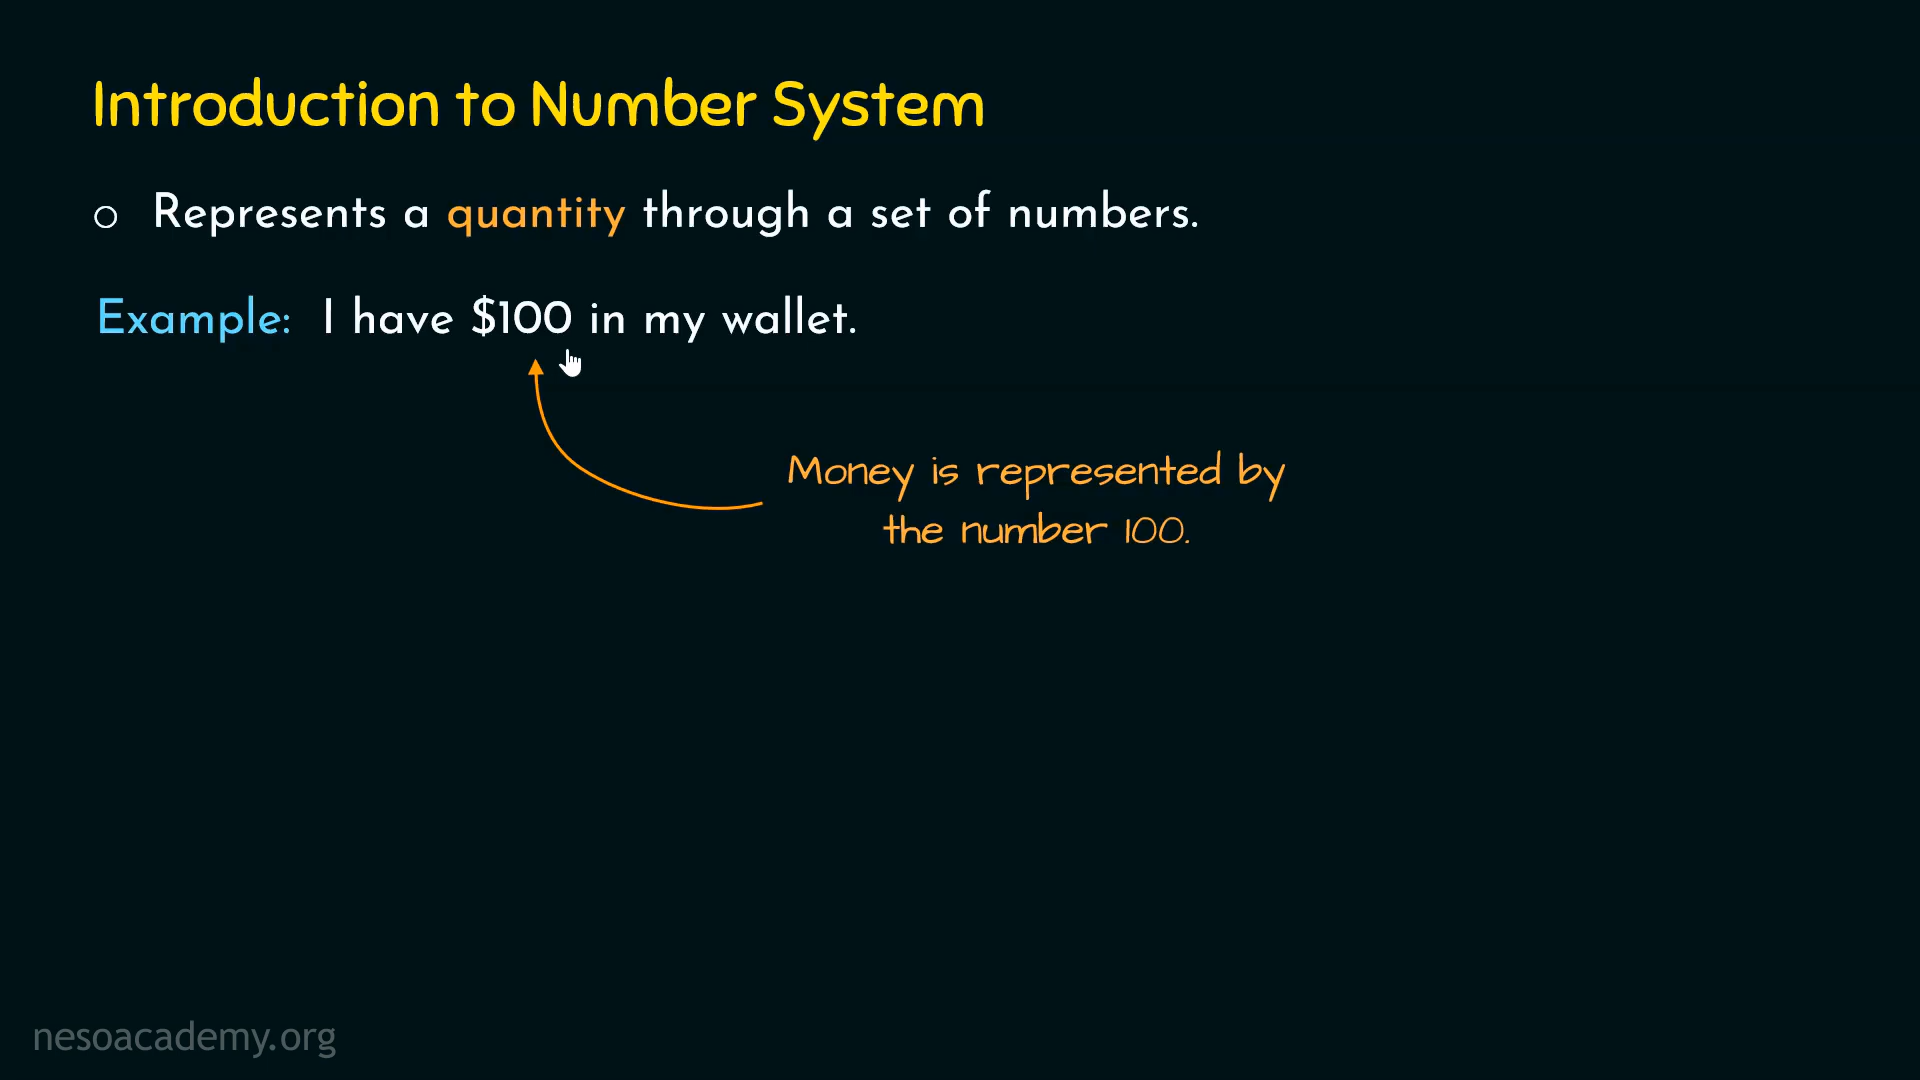 Introduction to Number System
○ Represents a quantity through a set of numbers.
Example: I have $100 in my wallet.
Money is represented by
the number 100.
nesoacademy.org